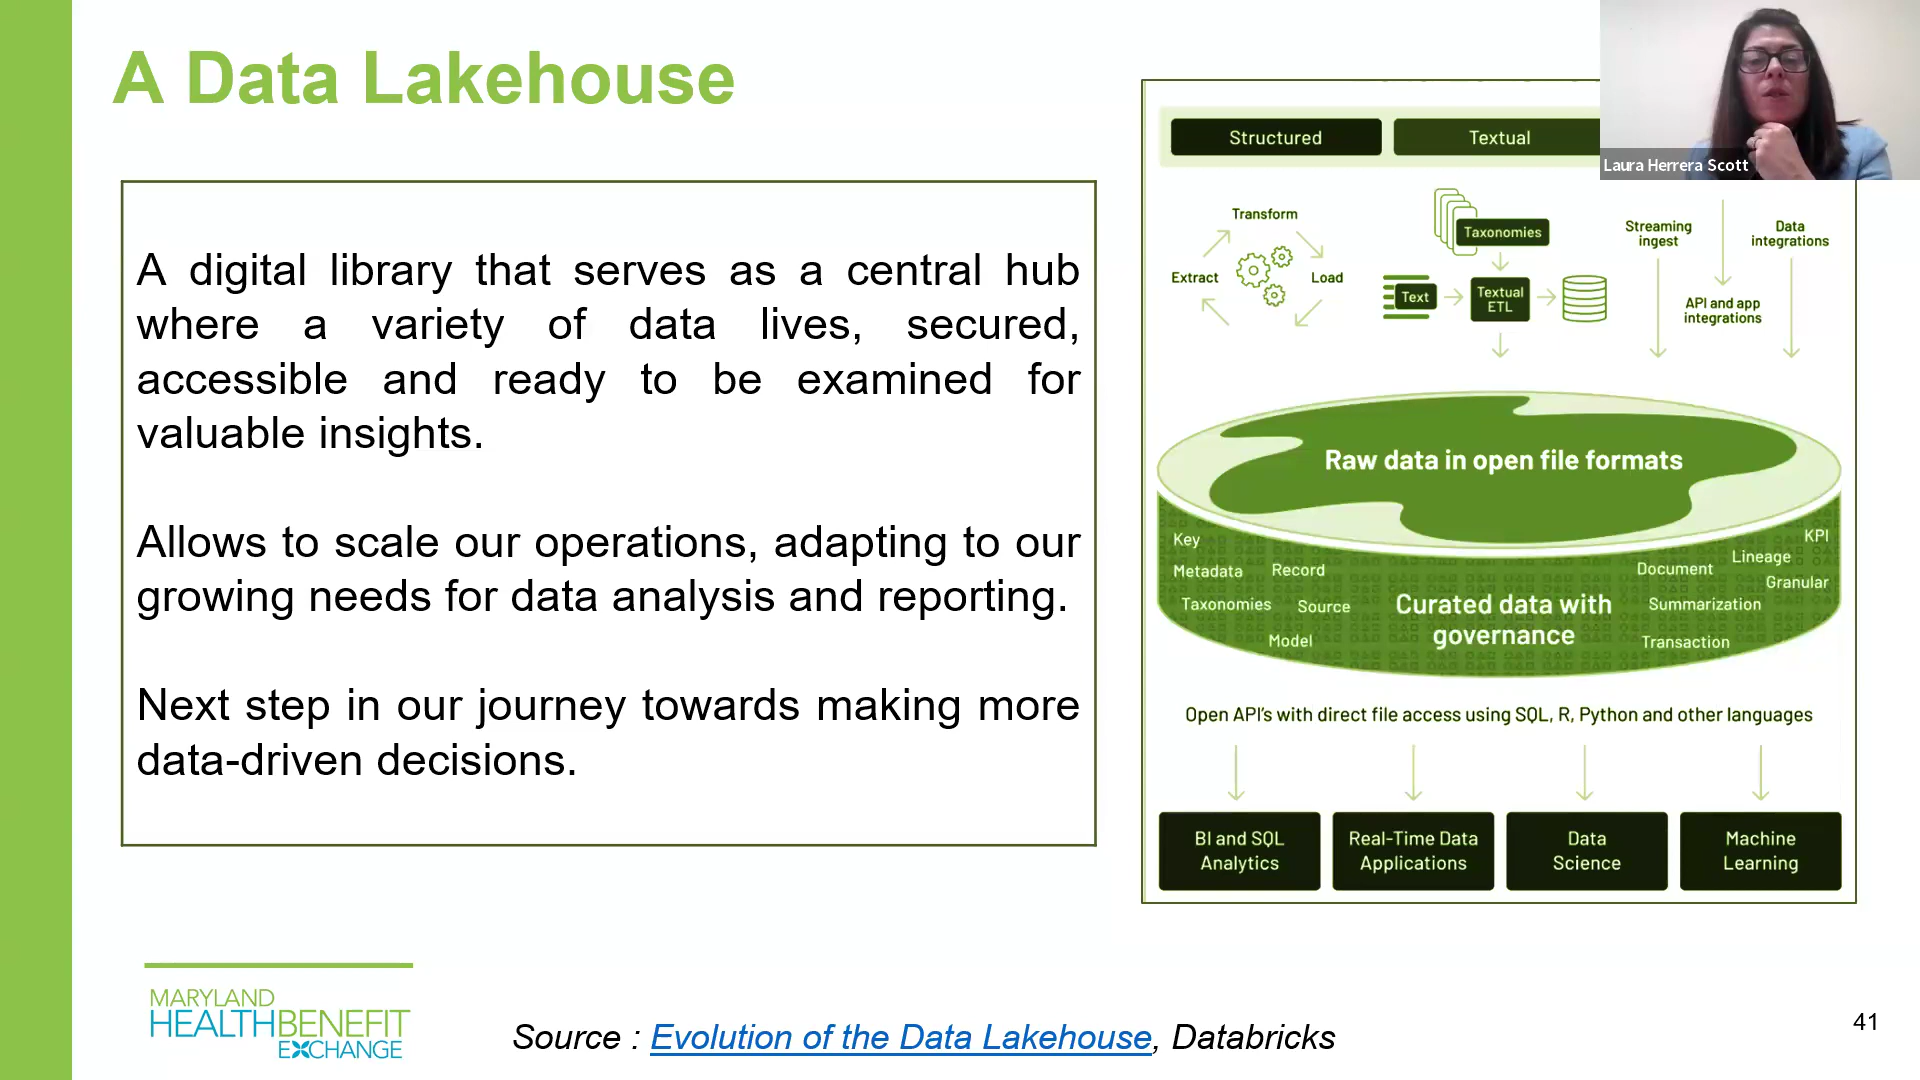 A Data Lakehouse
A digital library that serves as a central hub
where a variety of data lives, secured,
accessible and ready to be examined for
valuable insights.
Allows to scale our operations, adapting to our
growing needs for data analysis and reporting.
Next step in our journey towards making more
data-driven decisions.
Structured
Textual
Laura Herrera Scott
Transform
Extract
Load
Taxonomies
Text
Textual
ETL
Streaming
ingest
API and app
integrations
Data
integrations
Raw data in open file formats
Key
Metadata
Record
Taxonomies
Source
Model
Curated data with
governance
KPI
Lineage
Document
Granular
Summarization
Transaction
Open API's with direct file access using SQL, R, Python and other languages
BI and SQL
Analytics
Real-Time Data
Applications
Data
Science
Machine
Learning
MARYLAND
HEALTHBENEFIT
EXCHANGE
Source : Evolution of the Data Lakehouse, Databricks
41